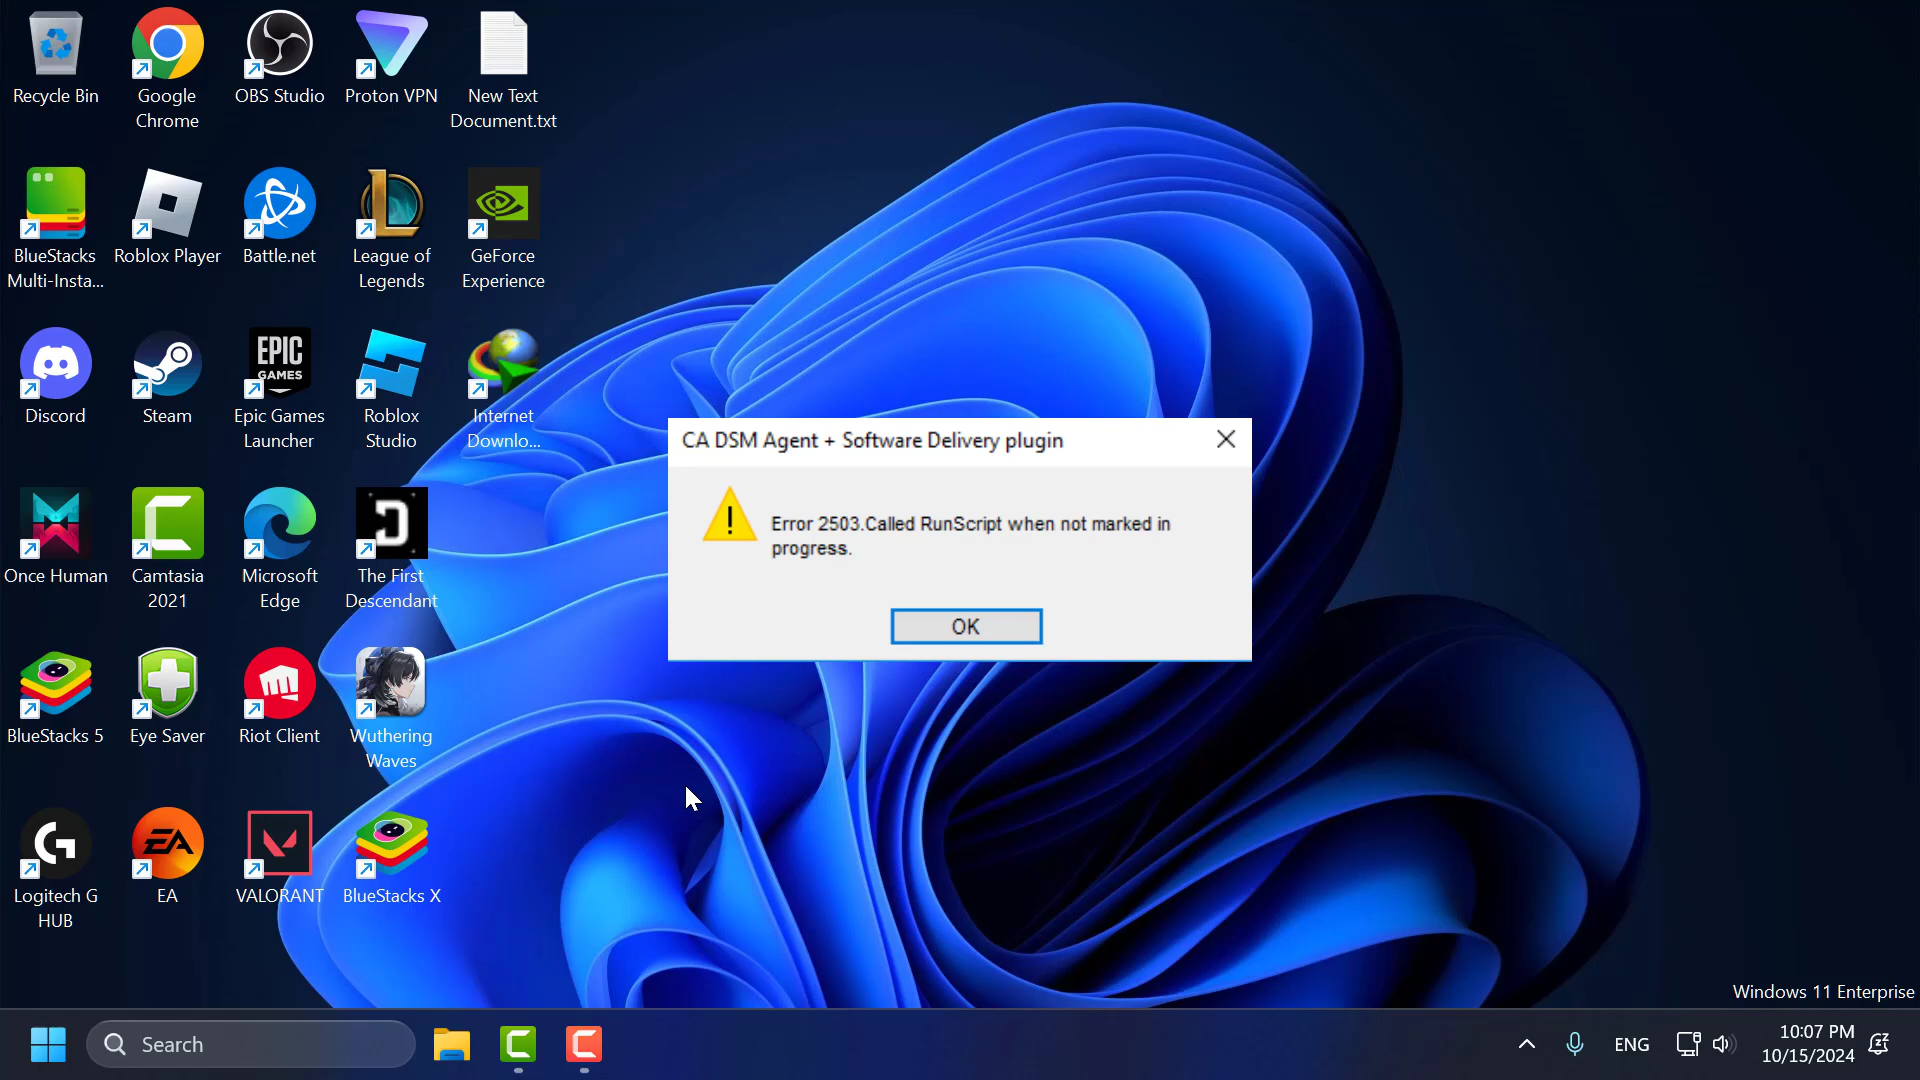 Recycle Bin
Google
Chrome
OBS Studio
Proton VPN
New Text
Document.txt
BlueStacks
Multi-Insta...
Roblox Player
Battle.net
League of
Legends
GeForce
Experience
Discord
Steam
EPIC
GAMES
Epic Games
Launcher
Roblox
Studio
Internet
Downlo...
Once Human
Camtasia
2021
Microsoft
Edge
The First
Descendant
BlueStacks 5
Eye Saver
Riot Client
Wuthering
Waves
Logitech G
HUB
EA
EA
VALORANT
BlueStacks X
CA DSM Agent + Software Delivery plugin
Error 2503.Called RunScript when not marked in
progress.
OK
Windows 11 Enterprise
Search
ENG
10:07 PM
10/15/2024